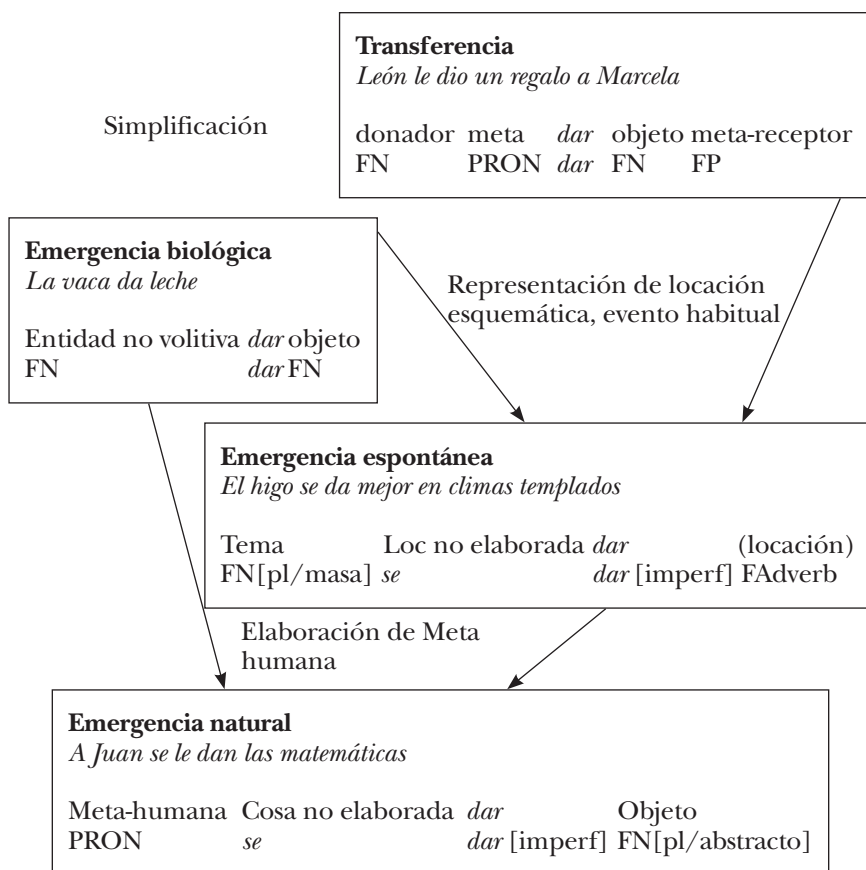 Transferencia
León le dio un regalo a Marcela
Simplificación
donador meta dar objeto meta-receptor
FN PRON dar FN FP
Emergencia biológica
La vaca da leche
Entidad no volitiva dar objeto
FN dar FN
Representación de locación
esquemática, evento habitual
Emergencia espontánea
El higo se da mejor en climas templados
Tema Loc no elaborada dar (locación)
FN[pl/masa] se dar [imperf] FAdverb
Elaboración de Meta
humana
Emergencia natural
A Juan se le dan las matemáticas
Meta-humana Cosa no elaborada dar Objeto
PRON se dar [imperf] FN[pl/abstracto]